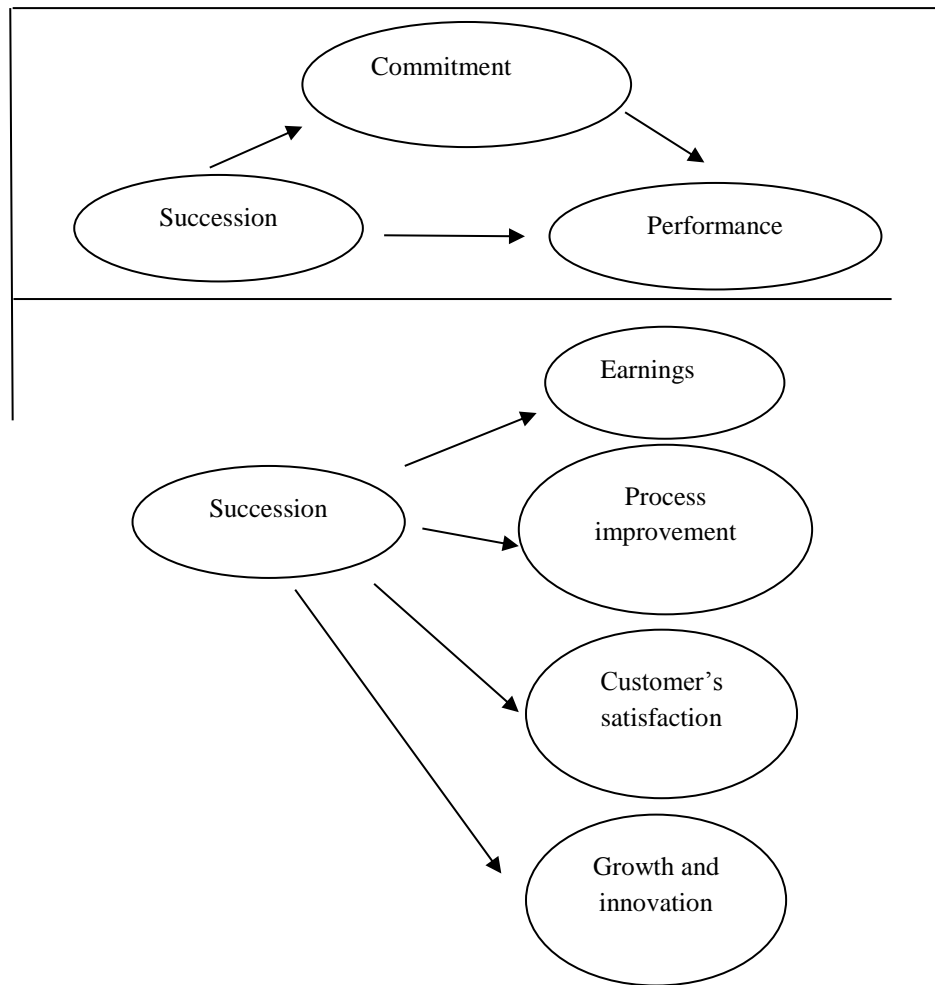 Commitment
Succession
Performance
Earnings
Succession
Process
improvement
Customer’s
satisfaction
Growth and
innovation